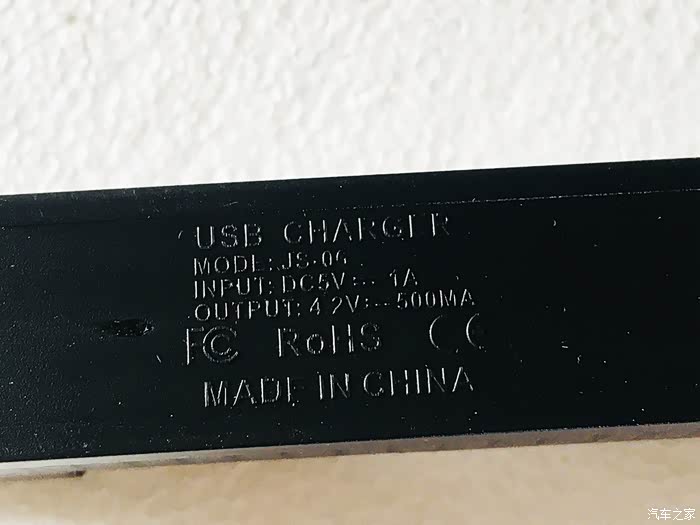 USB CHARGER
MODE: JS-06
INPUT: DC5V⎓1A
OUTPUT: 4.2V⎓500MA
FC RoHS CE
MADE IN CHINA
汽车之家